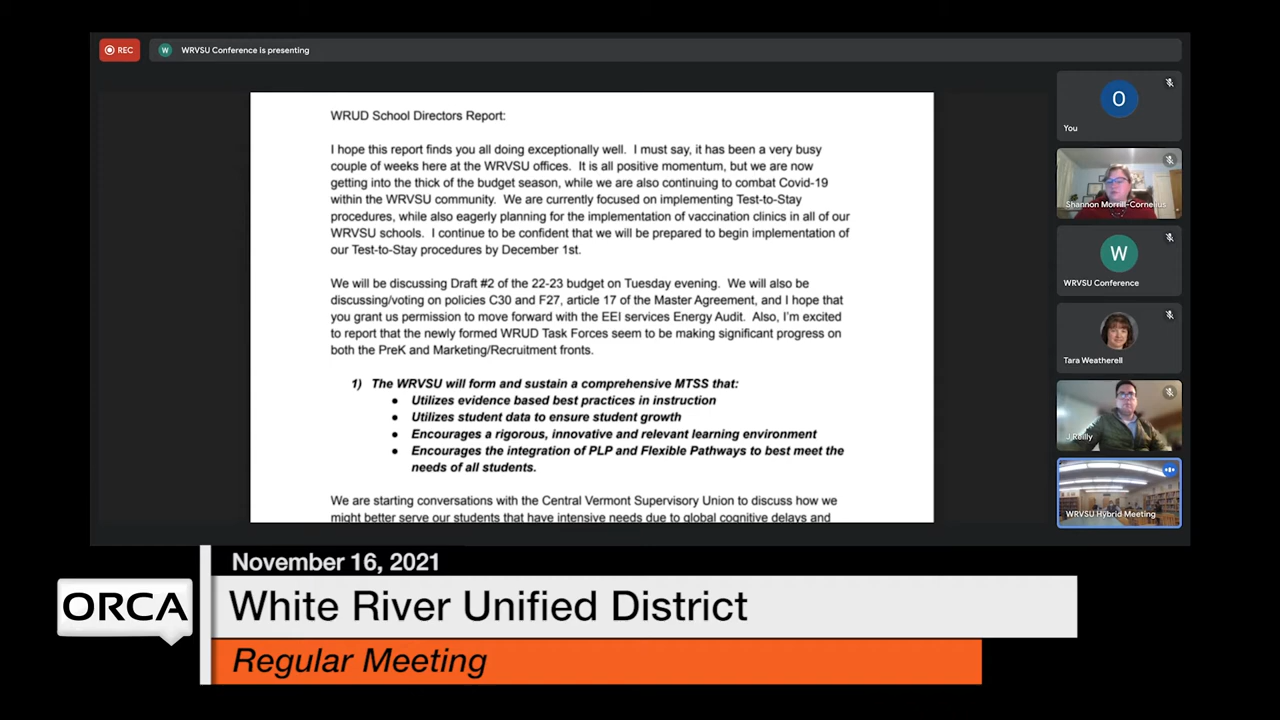 REC
W
WRVSU Conference is presenting
WRUD School Directors Report:
I hope this report finds you all doing exceptionally well. I must say, it has been a very busy
couple of weeks here at the WRVSU offices. It is all positive momentum, but we are now
getting into the thick of the budget season, while we are also continuing to combat Covid-19
within the WRVSU community. We are currently focused on implementing Test-to-Stay
procedures, while also eagerly planning for the implementation of vaccination clinics in all of our
WRVSU schools. I continue to be confident that we will be prepared to begin implementation of
our Test-to-Stay procedures by December 1st.
We will be discussing Draft #2 of the 22-23 budget on Tuesday evening. We will also be
discussing/voting on policies C30 and F27, article 17 of the Master Agreement, and I hope that
you grant us permission to move forward with the EEI services Energy Audit. Also, I'm excited
to report that the newly formed WRUD Task Forces seem to be making significant progress on
both the PreK and Marketing/Recruitment fronts.
1) The WRVSU will form and sustain a comprehensive MTSS that:
● Utilizes evidence based best practices in instruction
● Utilizes student data to ensure student growth
● Encourages a rigorous, innovative and relevant learning environment
● Encourages the integration of PLP and Flexible Pathways to best meet the
needs of all students.
We are starting conversations with the Central Vermont Supervisory Union to discuss how we
might better serve our students that have intensive needs due to global cognitive delays and
O
You
Shannon Morrill-Cornelius
W
WRVSU Conference
Tara Weatherell
J Reilly
WRVSU Hybrid Meeting
November 16, 2021
ORCA
White River Unified District
Regular Meeting